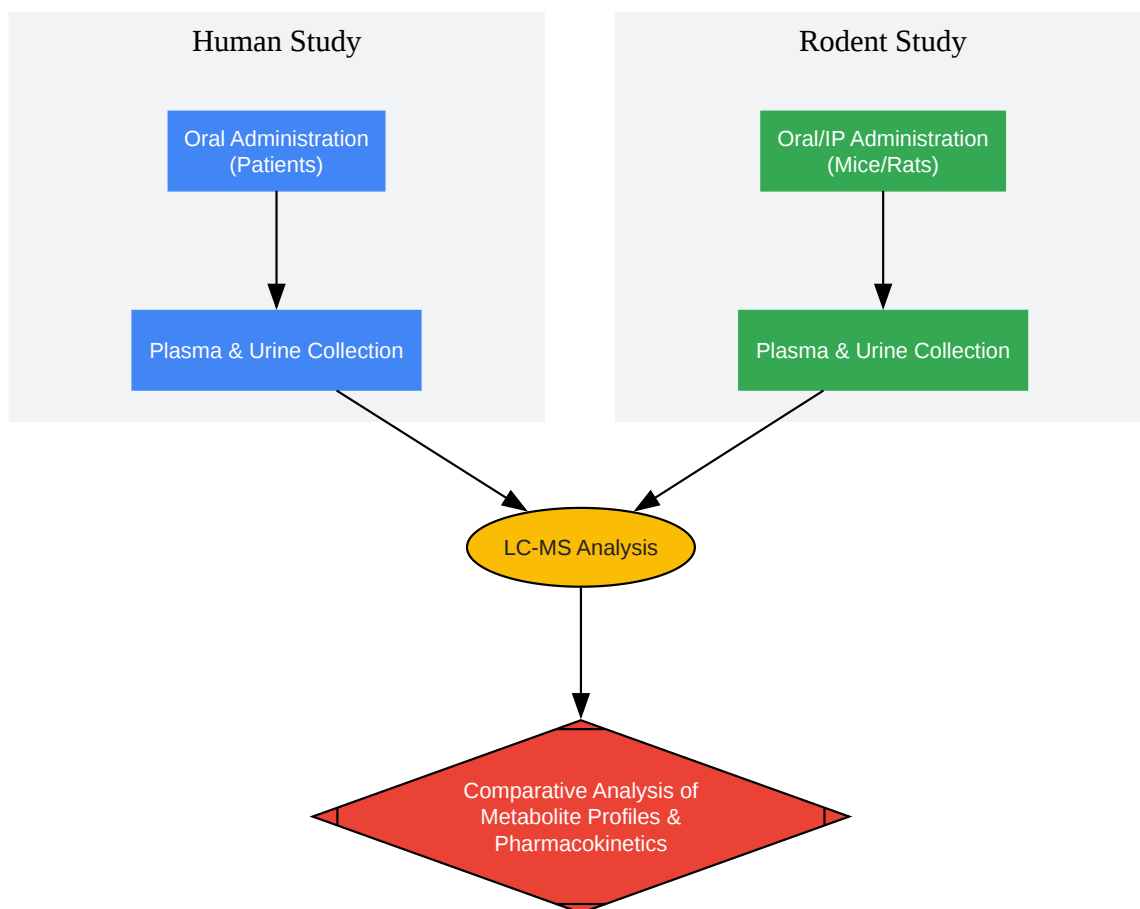 Human Study
Oral Administration
(Patients)
Plasma & Urine Collection
Rodent Study
Oral/IP Administration
(Mice/Rats)
Plasma & Urine Collection
LC-MS Analysis
Comparative Analysis of
Metabolite Profiles &
Pharmacokinetics